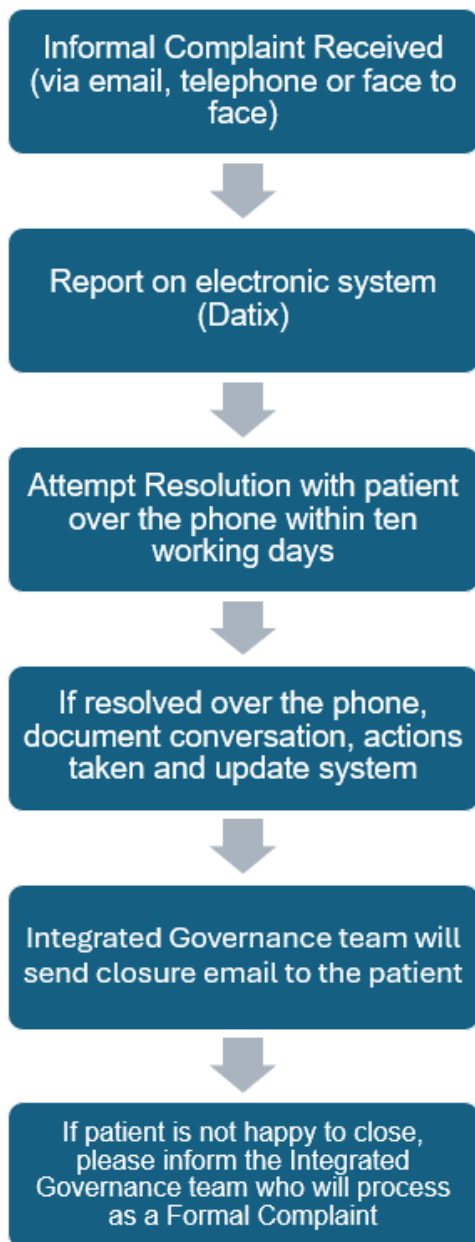 Informal Complaint Received
(via email, telephone or face to
face)
Report on electronic system
(Datix)
Attempt Resolution with patient
over the phone within ten
working days
If resolved over the phone,
document conversation, actions
taken and update system
Integrated Governance team will
send closure email to the patient
If patient is not happy to close,
please inform the Integrated
Governance team who will process
as a Formal Complaint